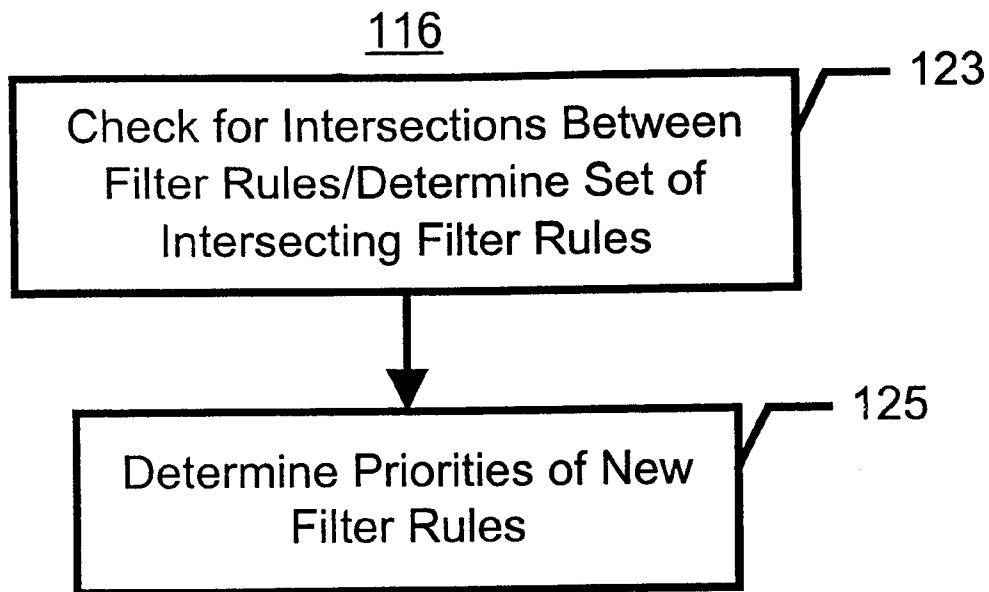 116
123
Check for Intersections Between
Filter Rules/Determine Set of
Intersecting Filter Rules
125
Determine Priorities of New
Filter Rules